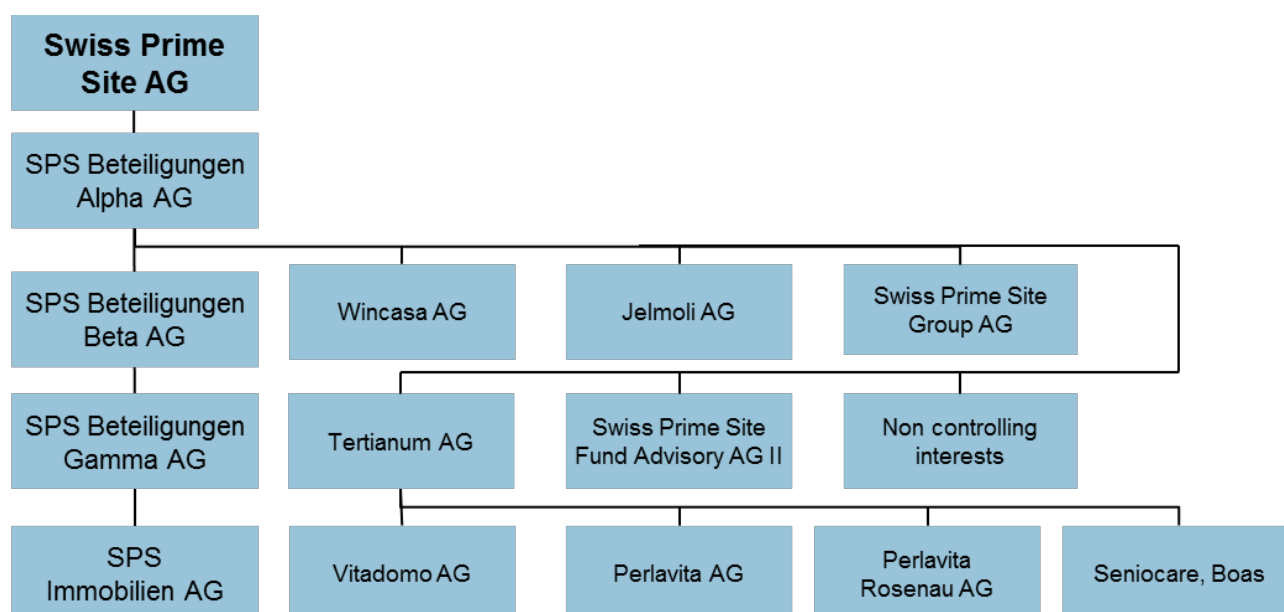 Swiss Prime
Site AG
SPS Beteiligungen
Alpha AG
SPS Beteiligungen
Beta AG
Wincasa AG
Jelmoli AG
Swiss Prime Site
Group AG
SPS Beteiligungen
Gamma AG
Tertianum AG
Swiss Prime Site
Fund Advisory AG II
Non controlling
interests
SPS
Immobilien AG
Vitadomo AG
Perlavita AG
Perlavita
Rosenau AG
Seniocare, Boas